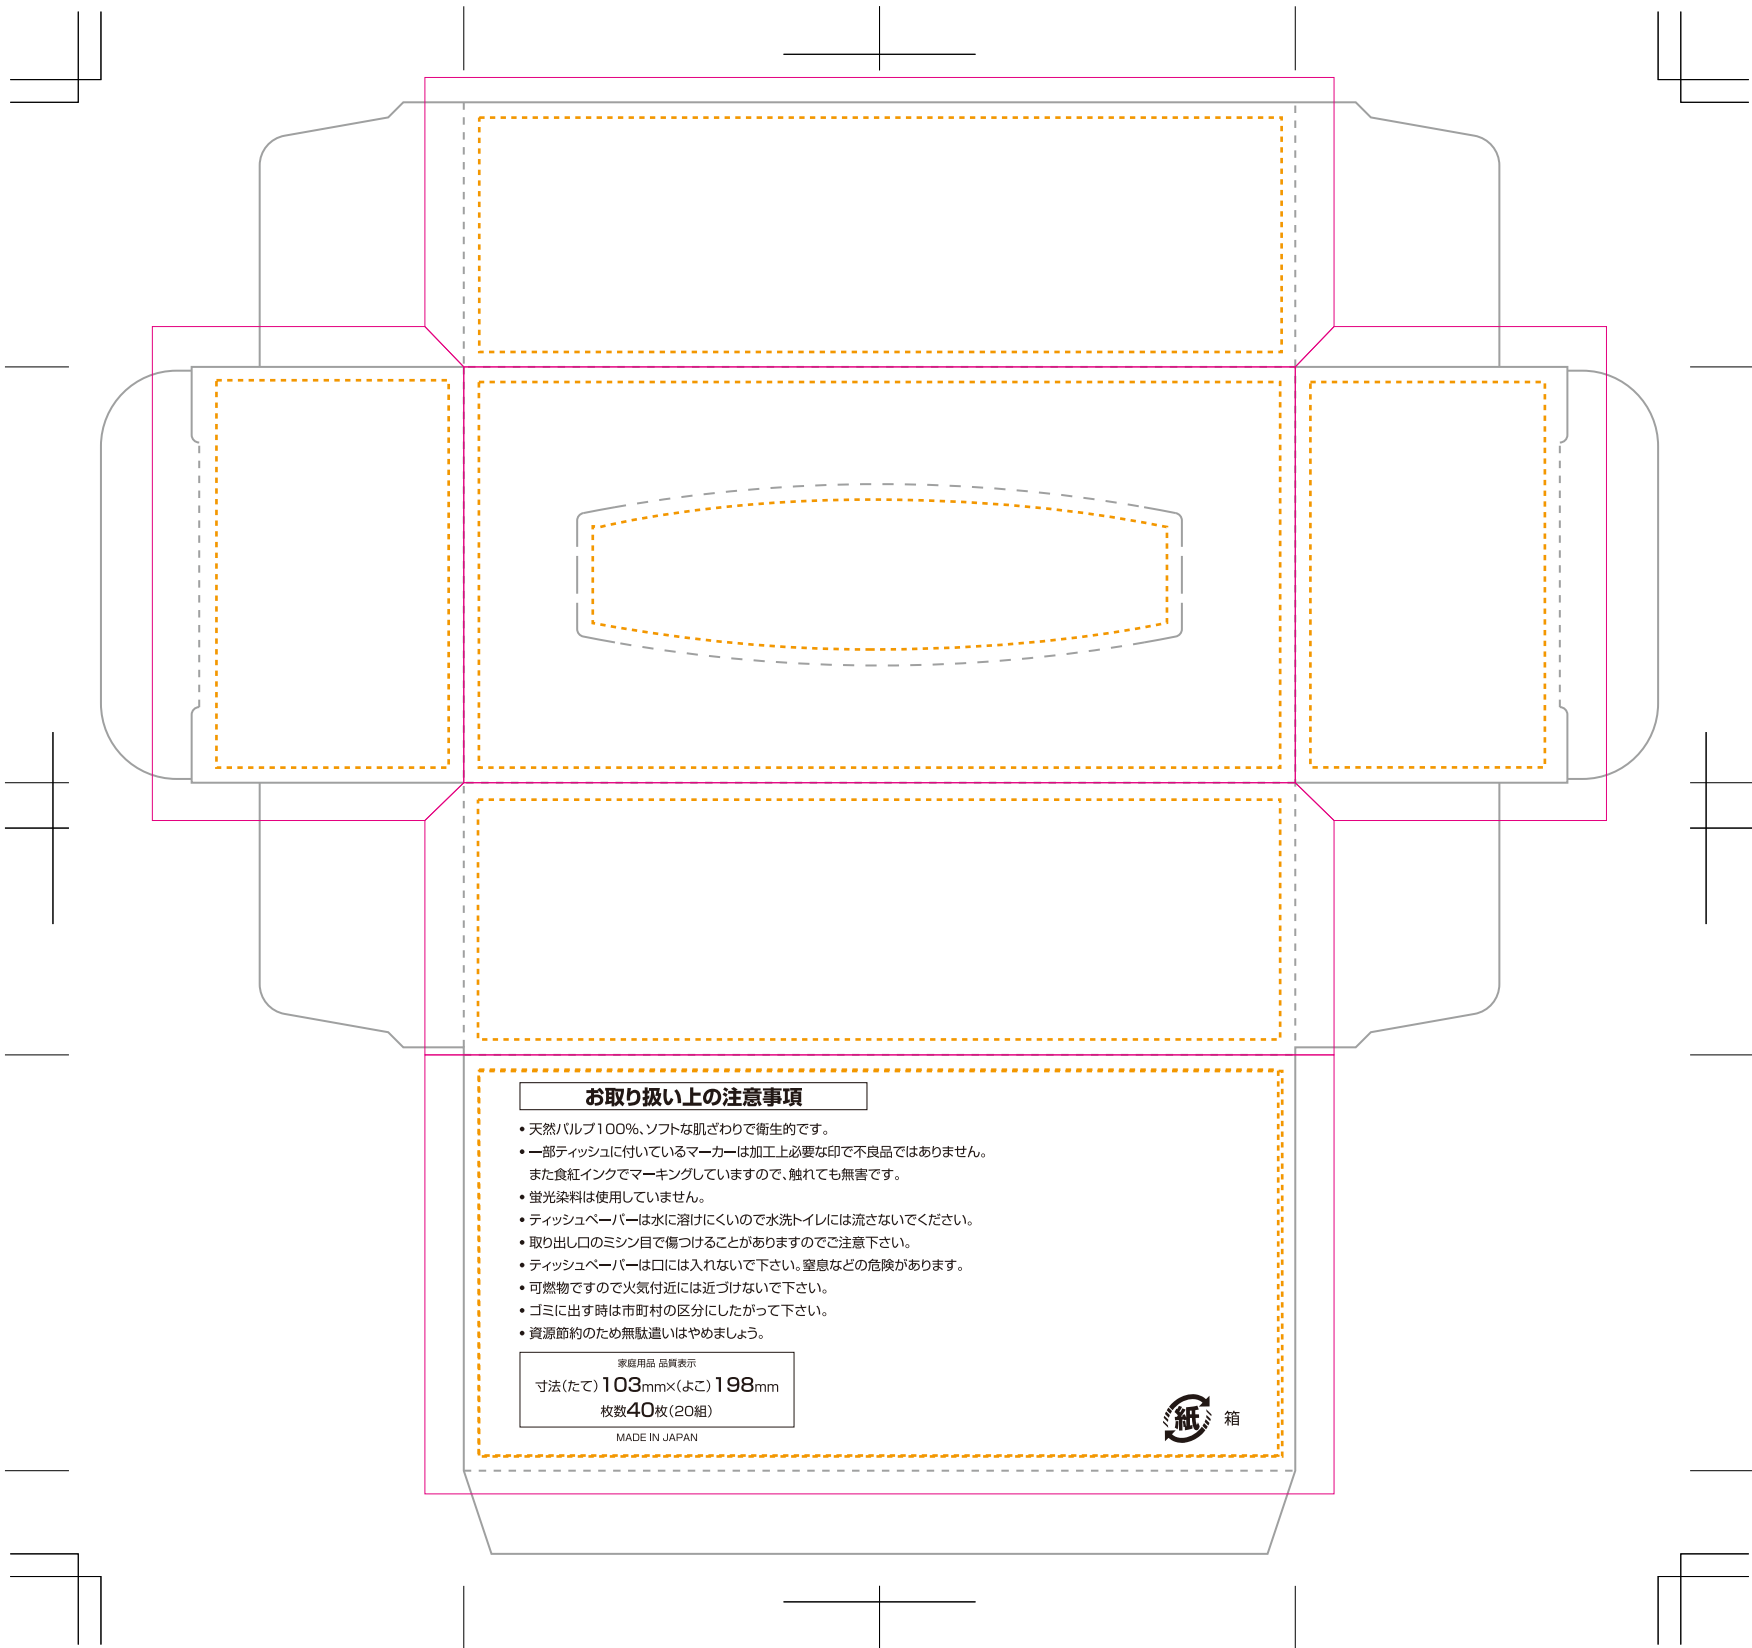 お取り扱い上の注意事項
• 天然パルプ100%、ソフトな肌ざわりで衛生的です。
• 一部ティッシュに付いているマーカーは加工上必要な印で不良品ではありません。
また食紅インクでマーキングしていますので、触れても無害です。
• 蛍光染料は使用していません。
• ティッシュペーパーは水に溶けにくいので水洗トイレには流さないでください。
• 取り出し口のミシン目で傷つけることがありますのでご注意下さい。
• ティッシュペーパーは口には入れないで下さい。窒息などの危険があります。
• 可燃物ですので火気付近には近づけないで下さい。
• ゴミに出す時は市町村の区分にしたがって下さい。
• 資源節約のため無駄遣いはやめましょう。
家庭用品 品質表示
寸法（たて）103mm×（よこ）198mm
枚数40枚（20組）
MADE IN JAPAN
紙 箱